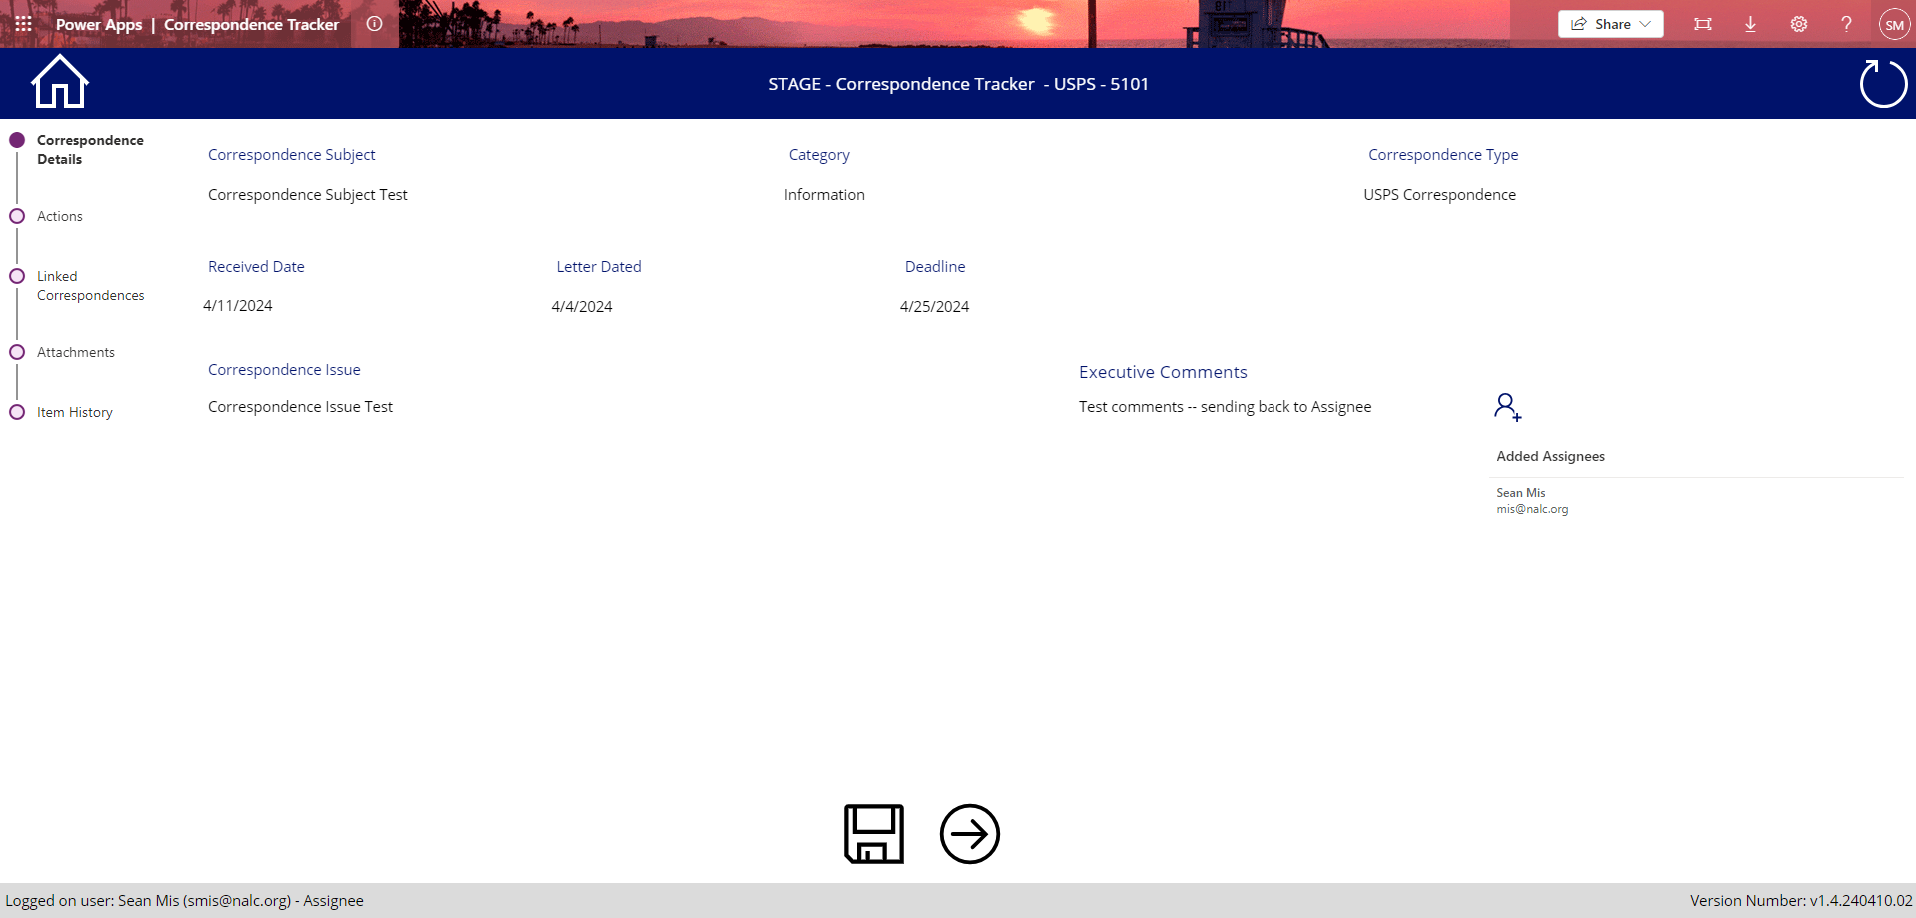 Power Apps | Correspondence Tracker
Share
?
SM
STAGE - Correspondence Tracker - USPS - 5101
Correspondence
Details
Actions
Linked
Correspondences
Attachments
Item History
Correspondence Subject
Category
Correspondence Type
Correspondence Subject Test
Information
USPS Correspondence
Received Date
Letter Dated
Deadline
4/11/2024
4/4/2024
4/25/2024
Correspondence Issue
Executive Comments
Correspondence Issue Test
Test comments -- sending back to Assignee
Added Assignees
Sean Mis
mis@nalc.org
Logged on user: Sean Mis (smis@nalc.org) - Assignee
Version Number: v1.4.240410.02